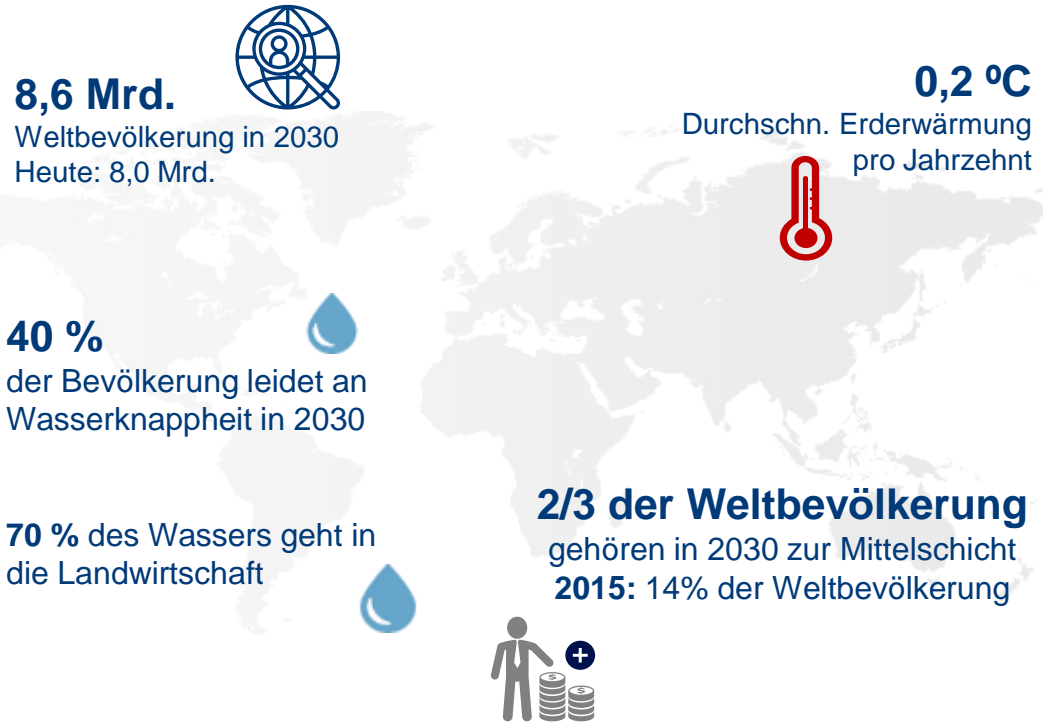 8,6 Mrd.
Weltbevölkerung in 2030
Heute: 8,0 Mrd.
0,2 ºC
Durchschn. Erderwärmung
pro Jahrzehnt
40 %
der Bevölkerung leidet an
Wasserknappheit in 2030
70 % des Wassers geht in
die Landwirtschaft
2/3 der Weltbevölkerung
gehören in 2030 zur Mittelschicht
2015: 14% der Weltbevölkerung